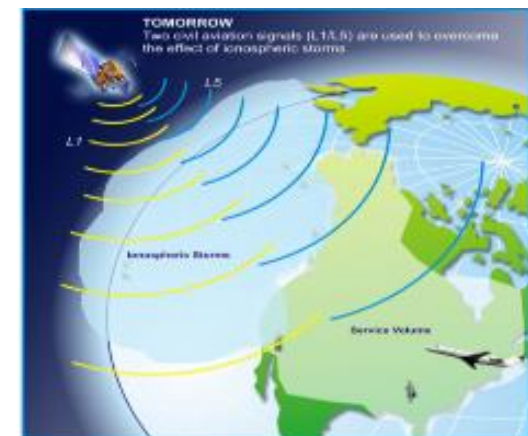 TOMORROW
Two civil aviation signals (L1/L5) are used to overcome
the effect of ionospheric storms
L5
L1
Ionospheric Storms
Service Volume